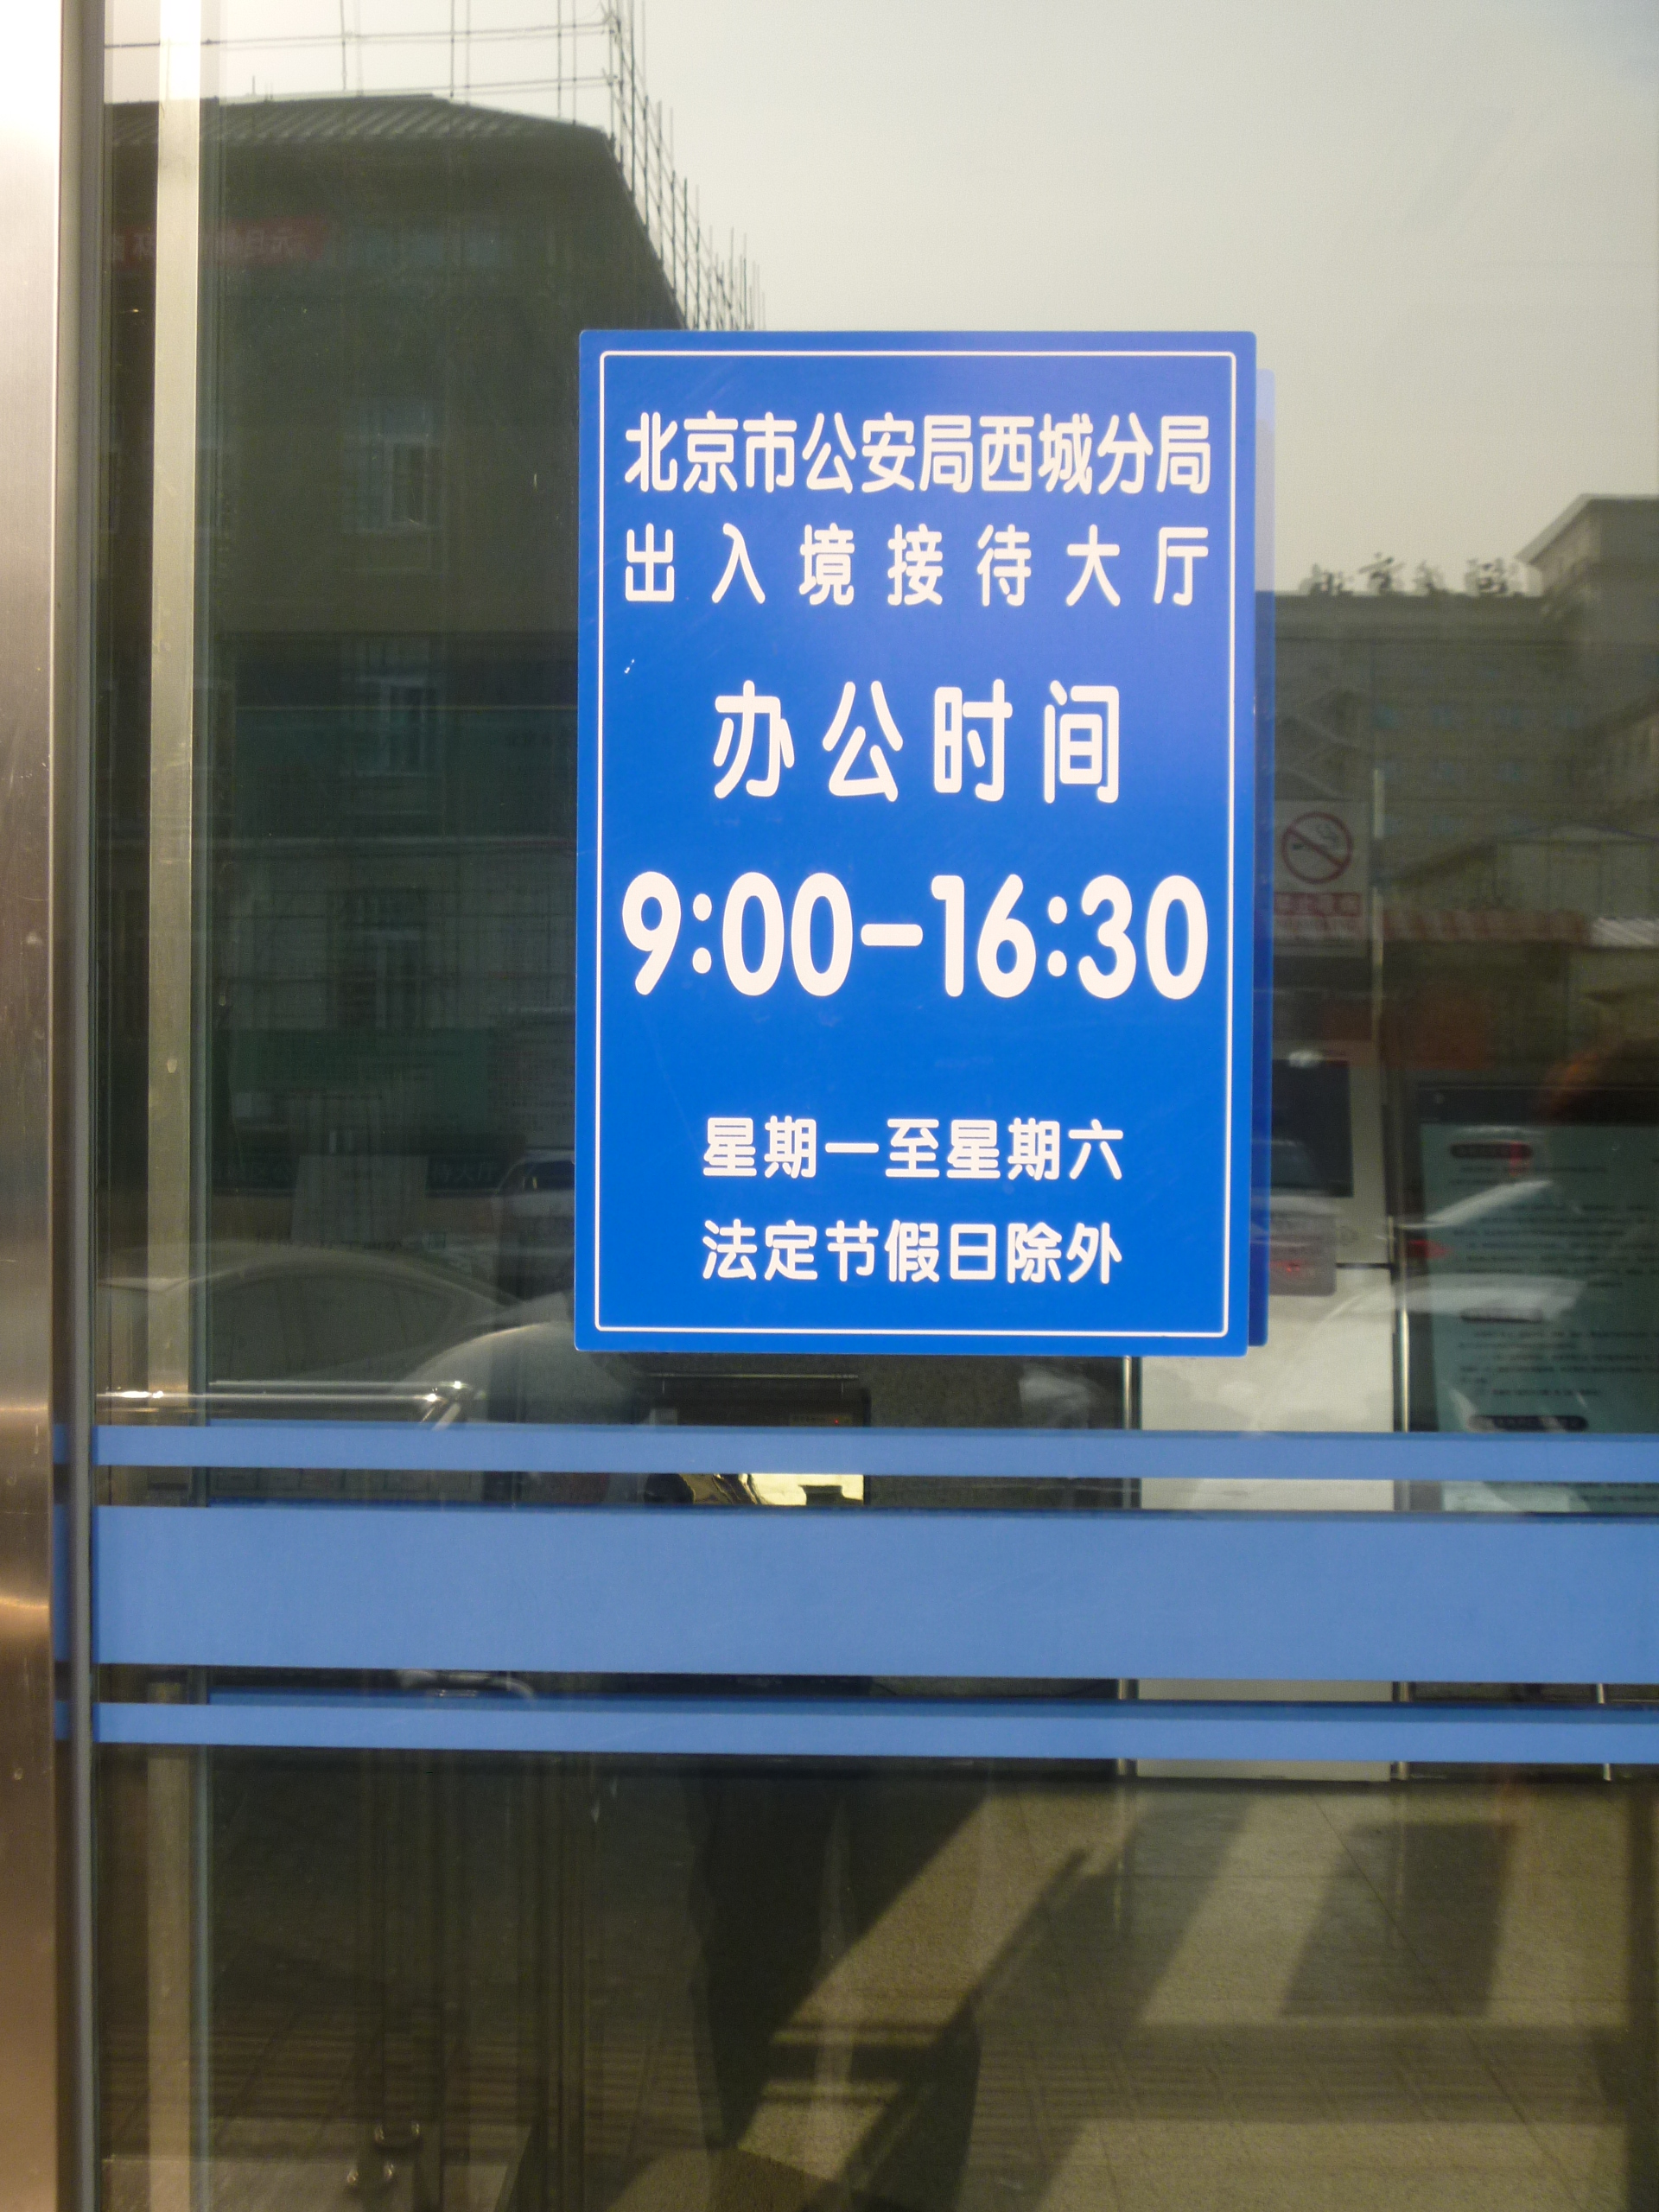 北京市公安局西城分局
出入境接待大厅
办公时间
9:00-16:30
星期一至星期六
法定节假日除外